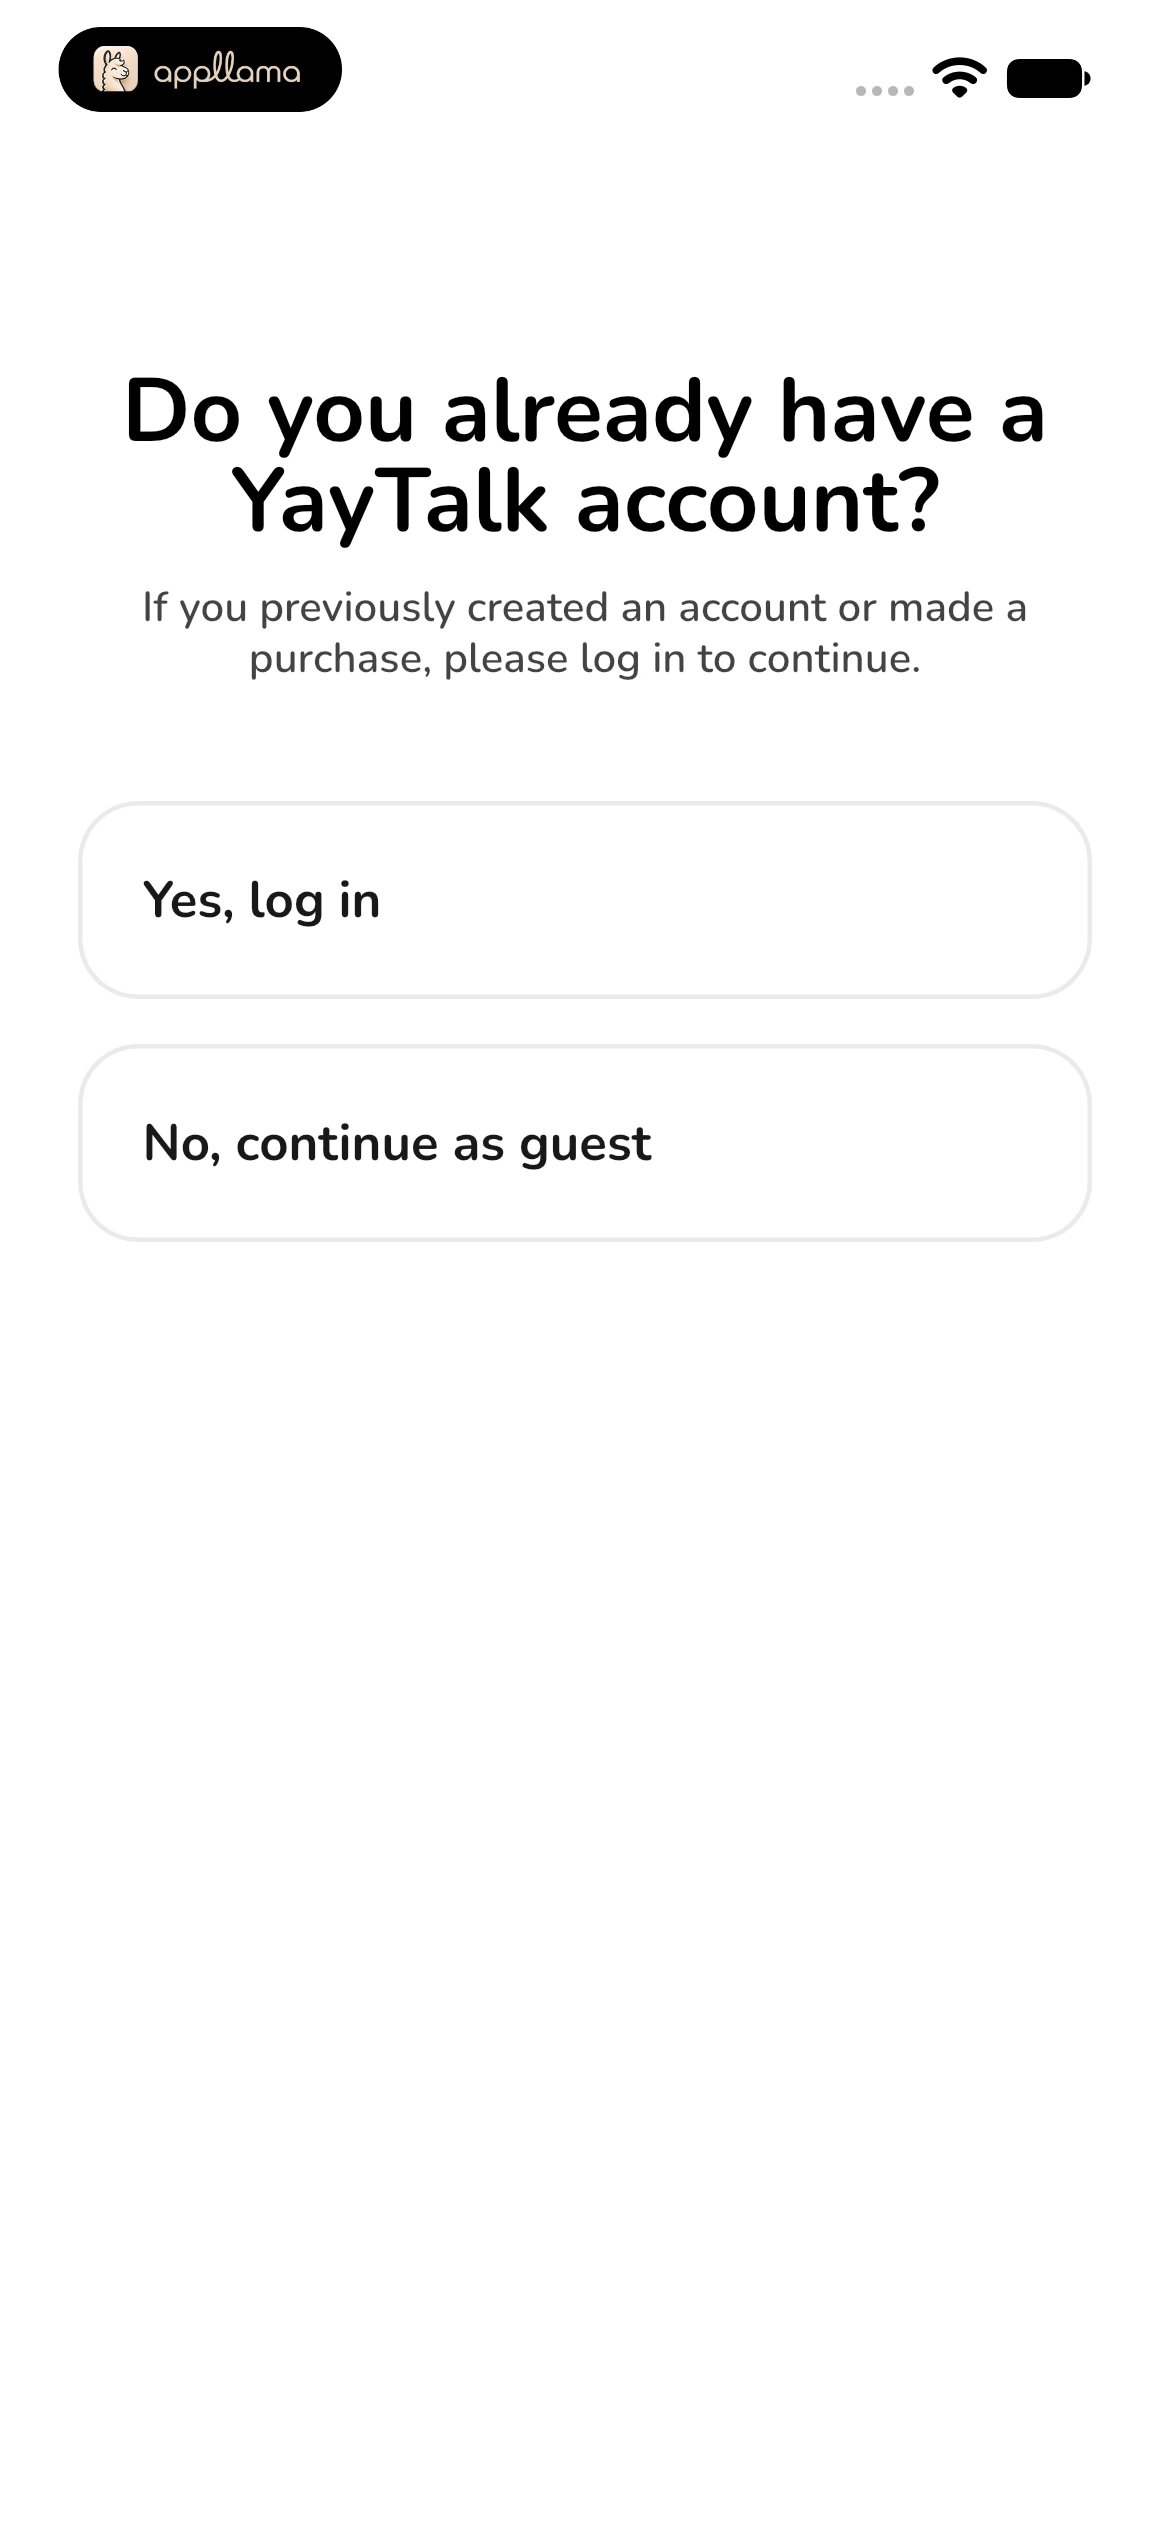 appllama
Do you already have a
YayTalk account?
If you previously created an account or made a
purchase, please log in to continue.
Yes, log in
No, continue as guest